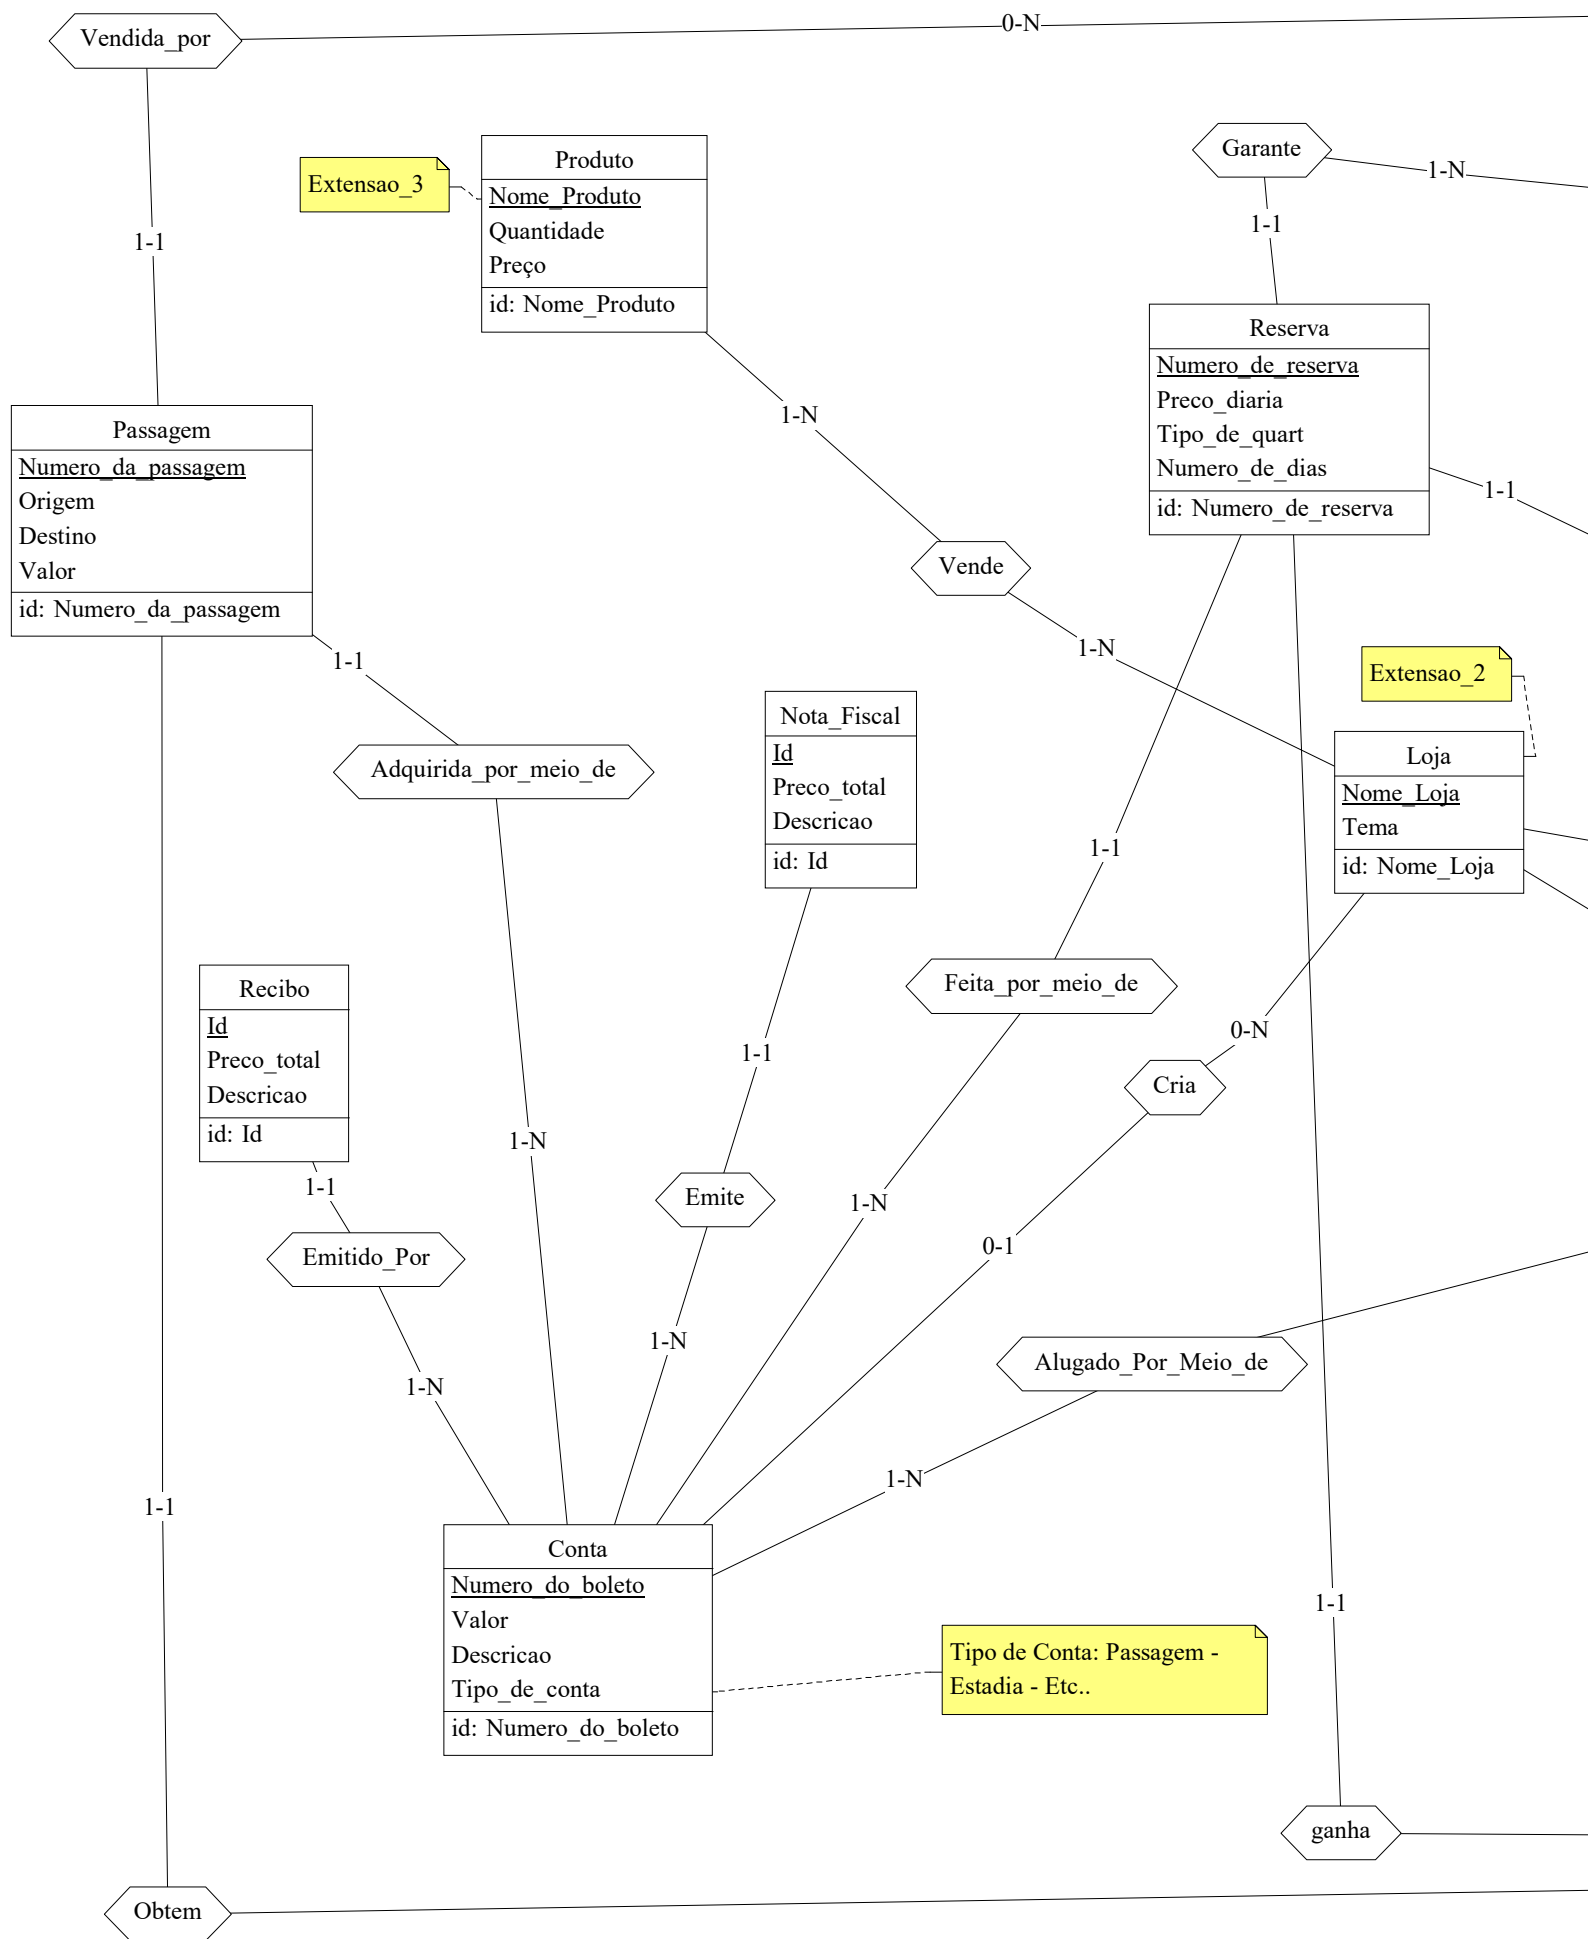 Vendida_por
0-N
Garante
1-N
Produto
Nome_Produto
Quantidade
Preço
id: Nome_Produto
Extensao_3
1-1
1-1
Reserva
Numero_de_reserva
Preco_diaria
Tipo_de_quart
Numero_de_dias
id: Numero_de_reserva
1-N
Passagem
Numero_da_passagem
Origem
Destino
Valor
id: Numero_da_passagem
1-1
Vende
1-N
1-1
Extensao_2
Nota_Fiscal
Id
Preco_total
Descricao
id: Id
Loja
Nome_Loja
Tema
id: Nome_Loja
Adquirida_por_meio_de
1-1
Recibo
Id
Preco_total
Descricao
id: Id
Feita_por_meio_de
0-N
1-1
Cria
1-N
1-1
Emite
1-N
Emitido_Por
0-1
1-N
Alugado_Por_Meio_de
1-N
1-N
1-1
Conta
Numero_do_boleto
Valor
Descricao
Tipo_de_conta
id: Numero_do_boleto
1-1
Tipo de Conta: Passagem -
Estadia - Etc..
ganha
Obtem